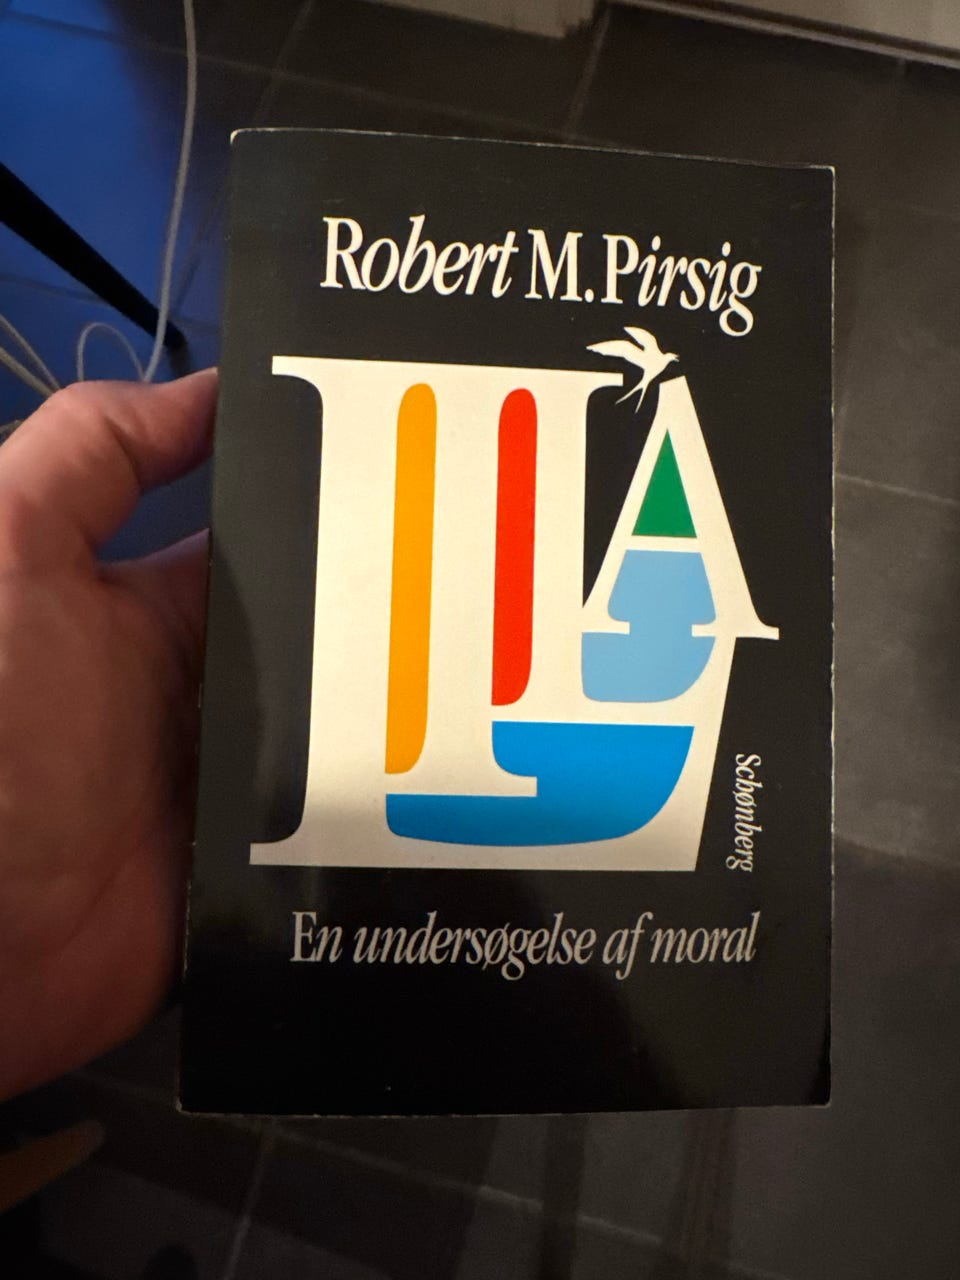 Robert M. Pirsig
LILA
Schønberg
En undersøgelse af moral